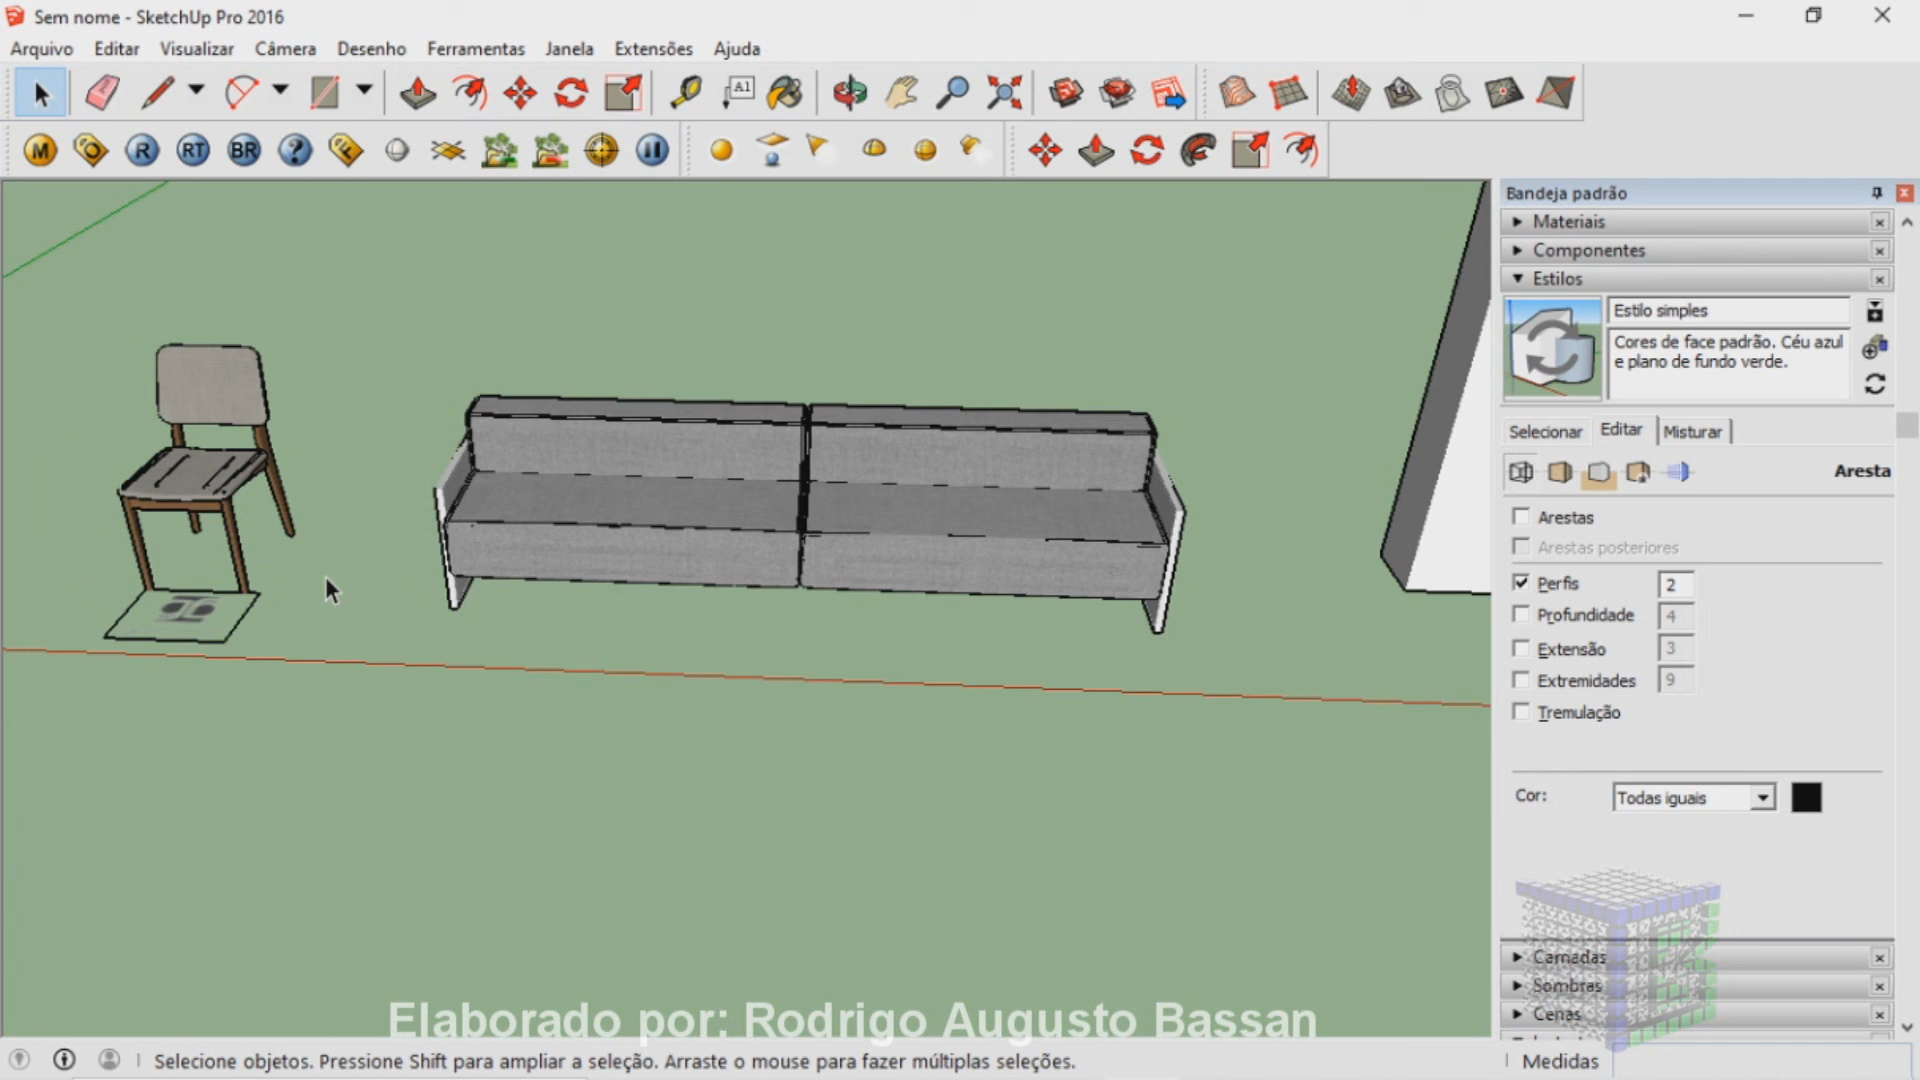 Sem nome - SketchUp Pro 2016
Arquivo Editar Visualizar Câmera Desenho Ferramentas Janela Extensões Ajuda
A1
M O R RT BR ?
Bandeja padrão
Materiais
Componentes
Estilos
Estilo simples
Cores de face padrão. Céu azul
e plano de fundo verde.
Selecionar Editar Misturar
Aresta
Arestas
Arestas posteriores
Perfis 2
Profundidade 4
Extensão 3
Extremidades 9
Tremulação
Cor: Todas iguais
Camadas
Sombras
Cenas
Elaborado por: Rodrigo Augusto Bassan
Selecione objetos. Pressione Shift para ampliar a seleção. Arraste o mouse para fazer múltiplas seleções.
Medidas